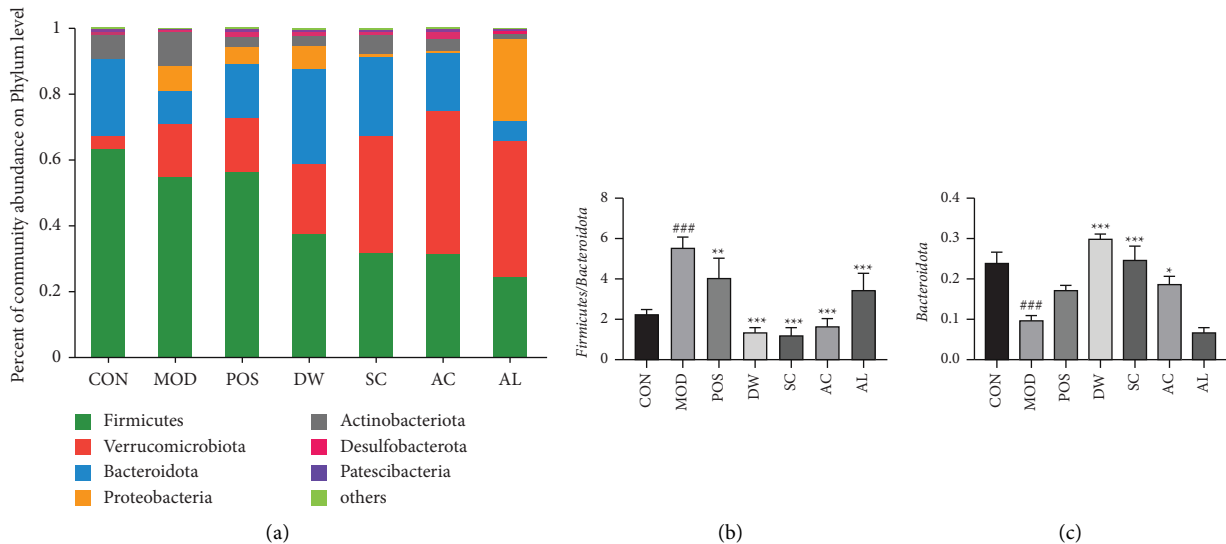 Percent of community abundance on Phylum level
1
0.8
0.6
0.4
0.2
0
CON MOD POS DW SC AC AL
Firmicutes
Verrucomicrobiota
Bacteroidota
Proteobacteria
Actinobacteriota
Desulfobacterota
Patescibacteria
others
(a)
Firmicutes/Bacteroidota
8
6
4
2
0
###
**
***
***
***
***
CON MOD POS DW SC AC AL
(b)
Bacteroidota
0.4
0.3
0.2
0.1
0.0
###
***
***
*
CON MOD POS DW SC AC AL
(c)